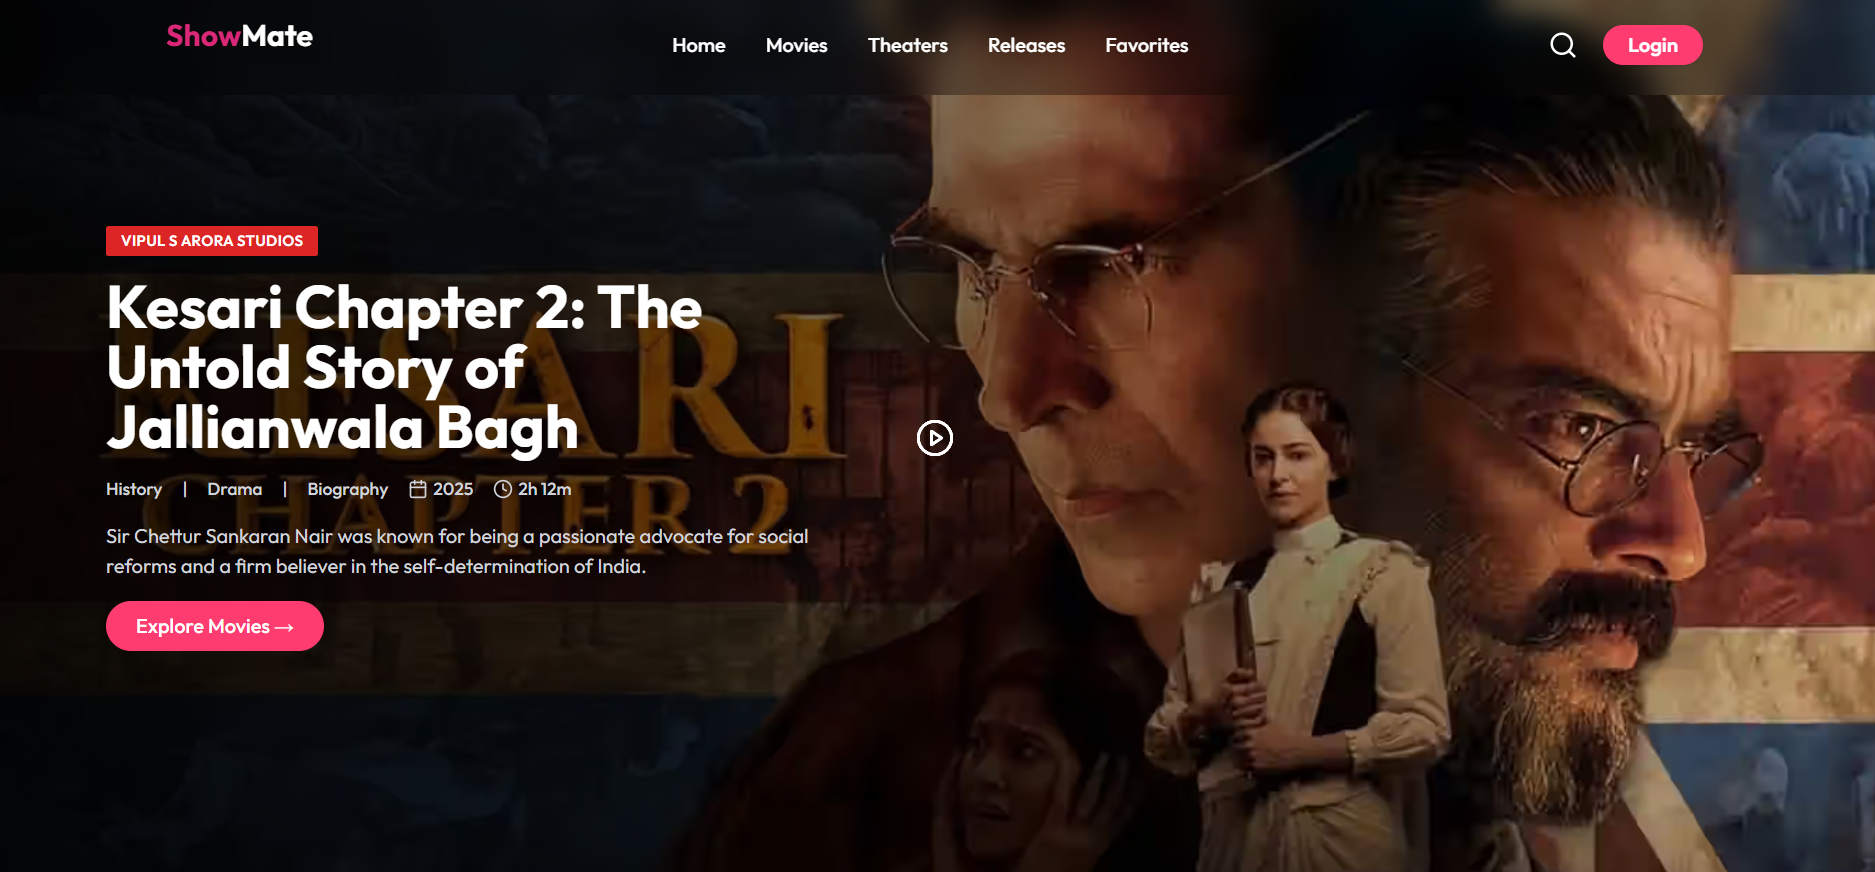 ShowMate
Home Movies Theaters Releases Favorites
Login
VIPUL S ARORA STUDIOS
Kesari Chapter 2: The
Untold Story of
Jallianwala Bagh
KESARI
CHAPTER 2
History | Drama | Biography 2025 2h 12m
Sir Chettur Sankaran Nair was known for being a passionate advocate for social
reforms and a firm believer in the self-determination of India.
Explore Movies →